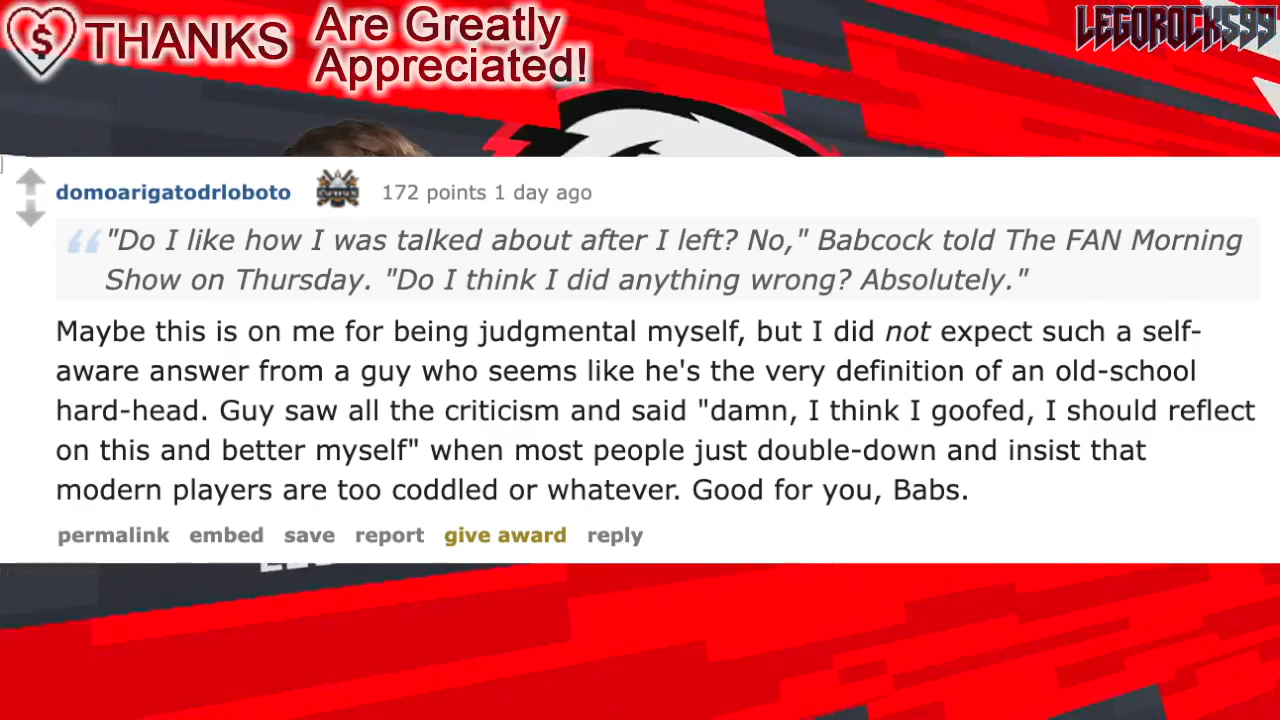 $ THANKS Are Greatly
Appreciated!
LEGOROCKS99
domoarigatodrloboto 172 points 1 day ago
"Do I like how I was talked about after I left? No," Babcock told The FAN Morning
Show on Thursday. "Do I think I did anything wrong? Absolutely."
Maybe this is on me for being judgmental myself, but I did not expect such a self-
aware answer from a guy who seems like he's the very definition of an old-school
hard-head. Guy saw all the criticism and said "damn, I think I goofed, I should reflect
on this and better myself" when most people just double-down and insist that
modern players are too coddled or whatever. Good for you, Babs.
permalink embed save report give award reply